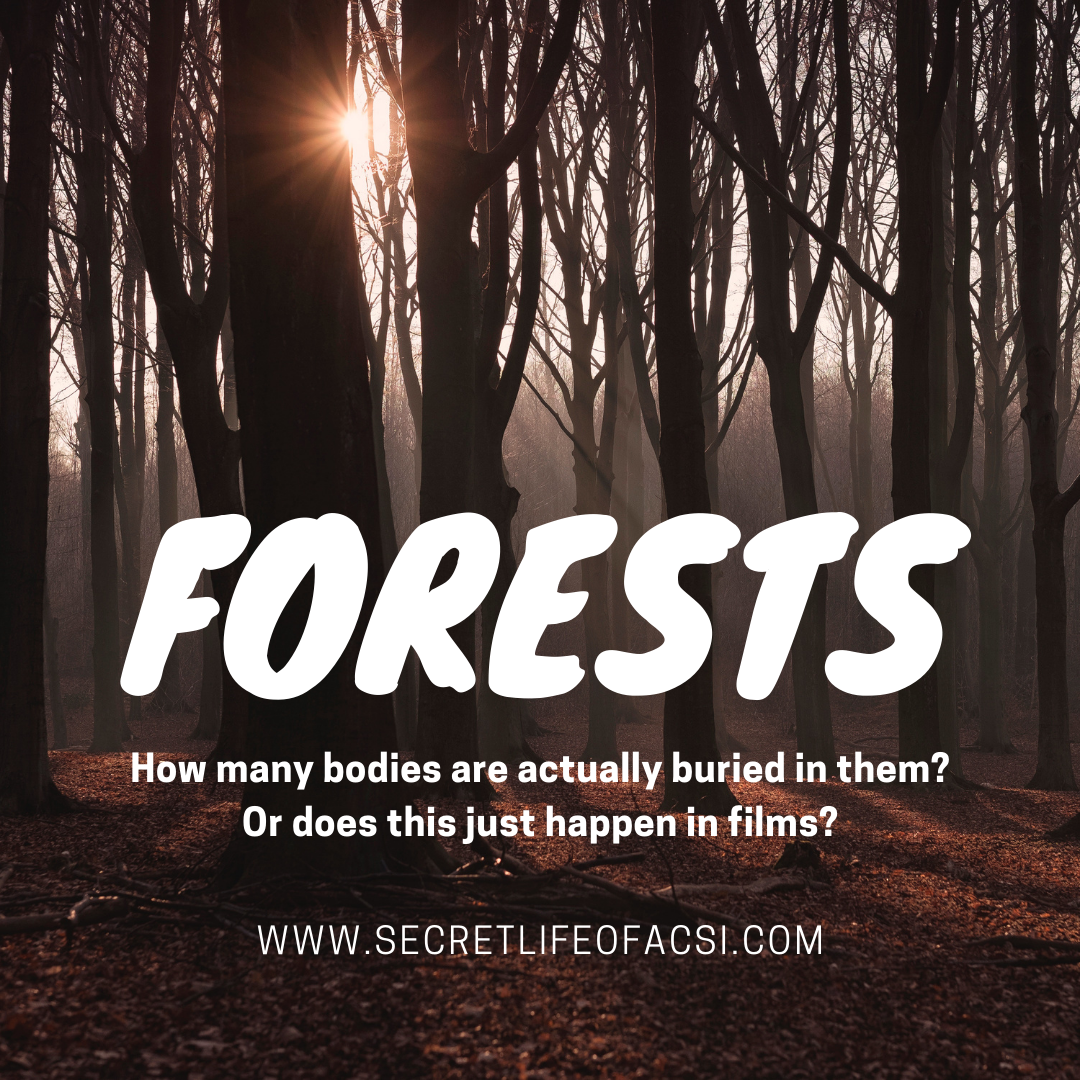 FORESTS
How many bodies are actually buried in them?
Or does this just happen in films?
WWW.SECRETLIFEOFACSI.COM